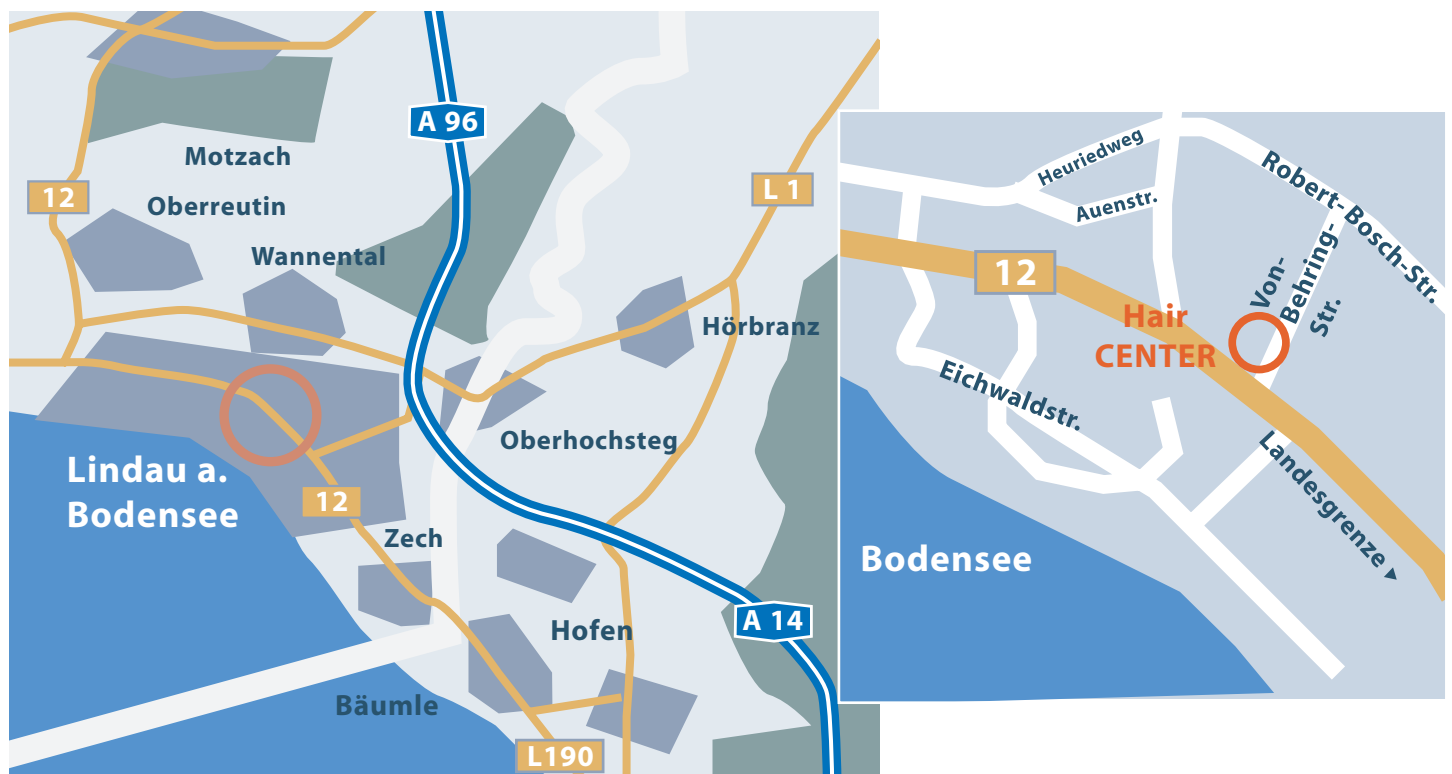 A 96
Motzach
12
L 1
Oberreutin
Wannental
Hörbranz
Oberhochsteg
Lindau a.
Bodensee
12
Zech
A 14
Hofen
Bäumle
L190
Heuriedweg
Robert-Bosch-Str.
Auenstr.
12
Von-
Behring-
Str.
Hair
CENTER
Eichwaldstr.
Landesgrenze
Bodensee